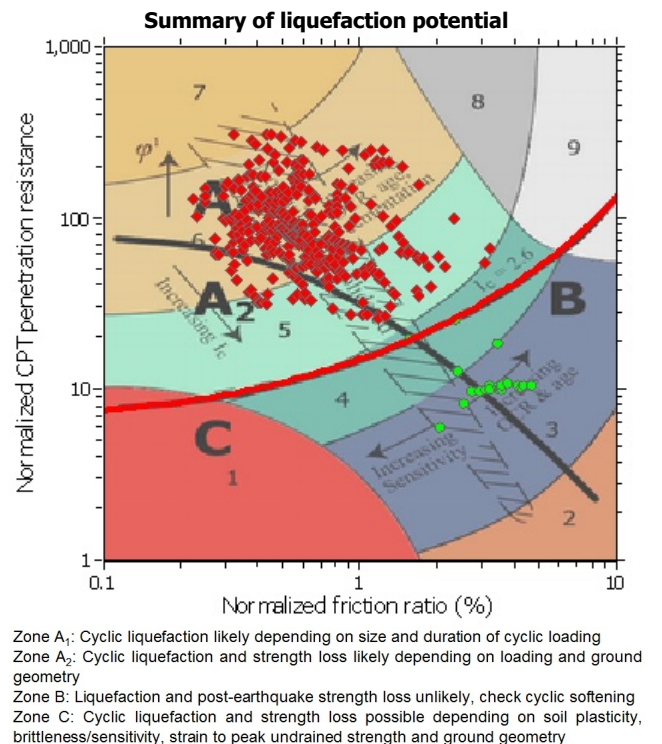 Summary of liquefaction potential
1,000
100
10
1
Normalized CPT penetration resistance
7
8
9
φ'
A
6
A2
5
Increasing Ic
Ic = 2.6
B
4
C
1
3
2
Increasing
OCR & age
Increasing
Sensitivity
0.1
1
10
Normalized friction ratio (%)
Zone A1: Cyclic liquefaction likely depending on size and duration of cyclic loading
Zone A2: Cyclic liquefaction and strength loss likely depending on loading and ground
geometry
Zone B: Liquefaction and post-earthquake strength loss unlikely, check cyclic softening
Zone C: Cyclic liquefaction and strength loss possible depending on soil plasticity,
brittleness/sensitivity, strain to peak undrained strength and ground geometry